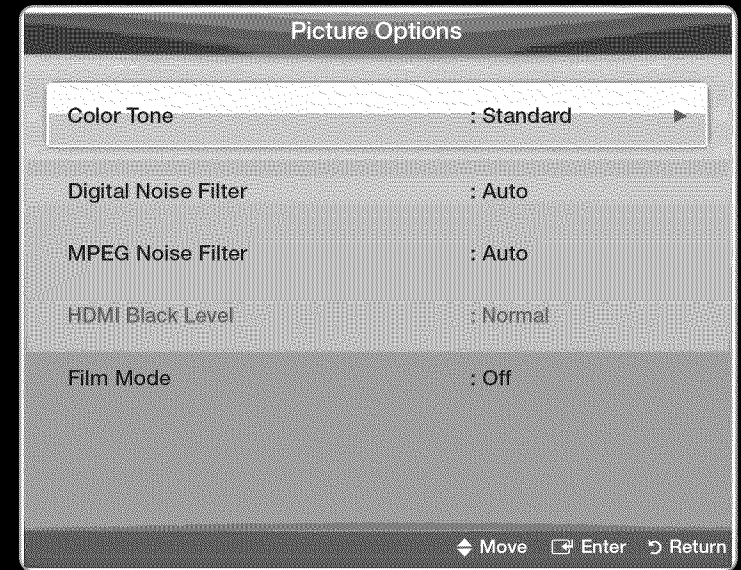 Picture Options
Color Tone : Standard ►
Digital Noise Filter : Auto
MPEG Noise Filter : Auto
HDMI Black Level : Normal
Film Mode : Off
Move Enter Return